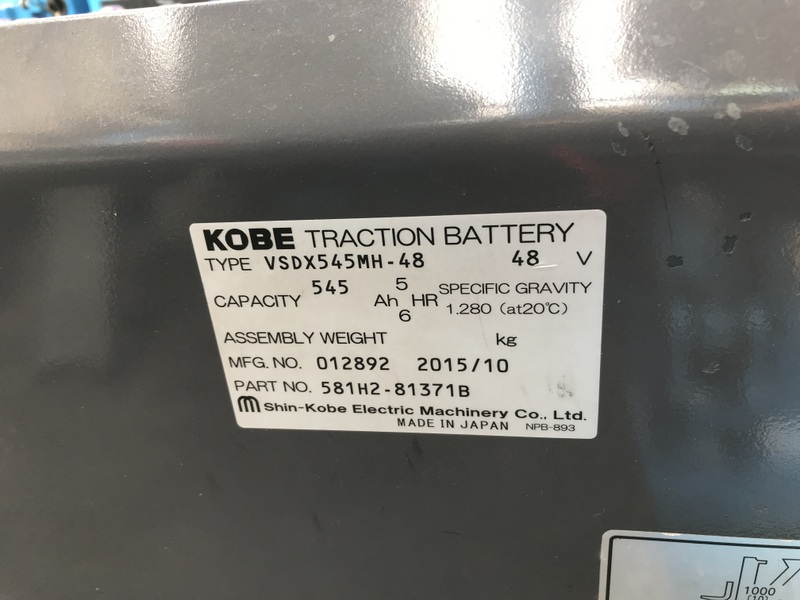 KOBE TRACTION BATTERY
TYPE VSDX545MH-48 48 V
CAPACITY 545 Ah 5 HR SPECIFIC GRAVITY
6 1.280 (at20℃)
ASSEMBLY WEIGHT kg
MFG. NO. 012892 2015/10
PART NO. 581H2-81371B
Shin-Kobe Electric Machinery Co., Ltd.
MADE IN JAPAN NPB-893
1000